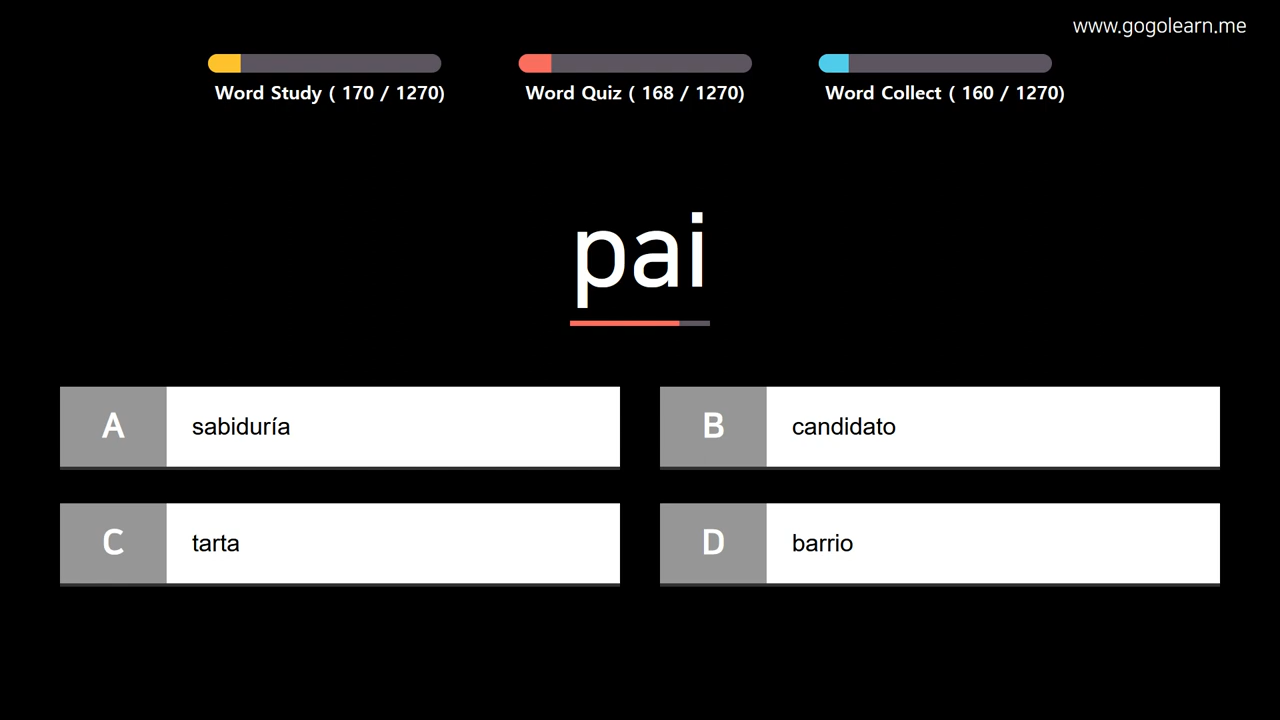 www.gogolearn.me
Word Study ( 170 / 1270)
Word Quiz ( 168 / 1270)
Word Collect ( 160 / 1270)
pai
A
sabiduría
B
candidato
C
tarta
D
barrio